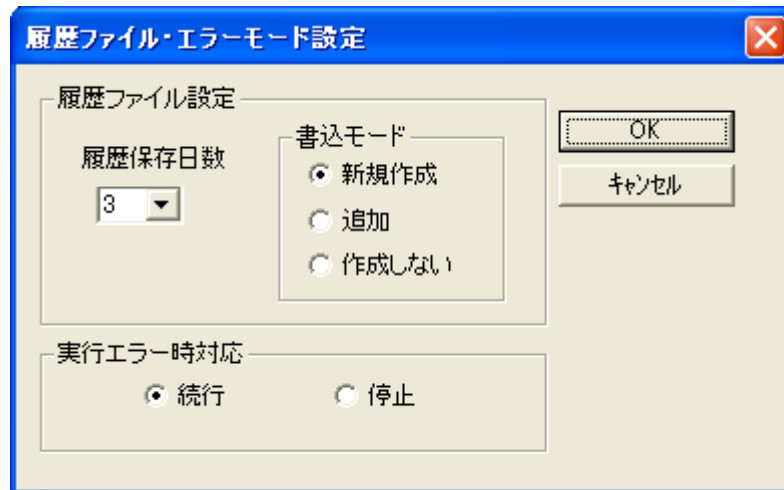 履歴ファイル・エラーモード設定
履歴ファイル設定
履歴保存日数
3
書込モード
新規作成
追加
作成しない
OK
キャンセル
実行エラー時対応
続行
停止